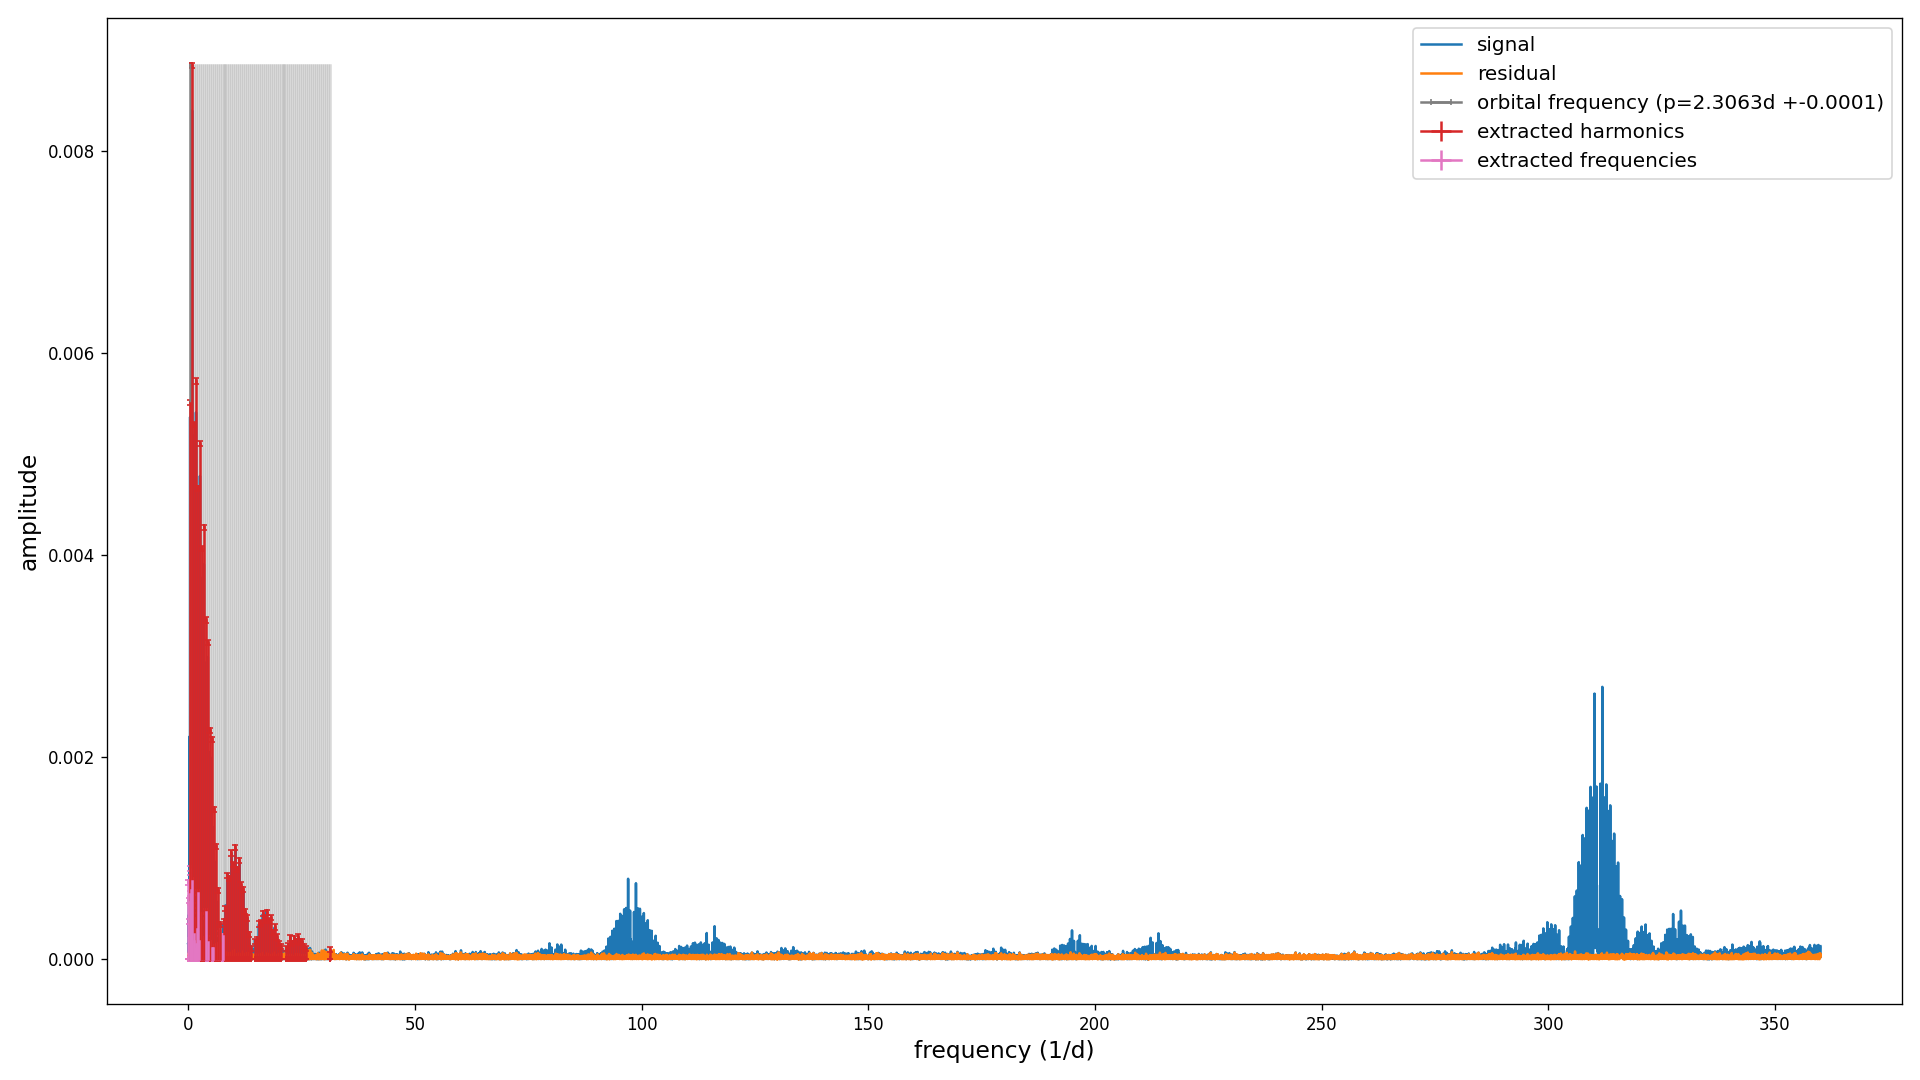 signal
residual
orbital frequency (p=2.3063d +-0.0001)
extracted harmonics
extracted frequencies
amplitude
0.008
0.006
0.004
0.002
0.000
0 50 100 150 200 250 300 350
frequency (1/d)